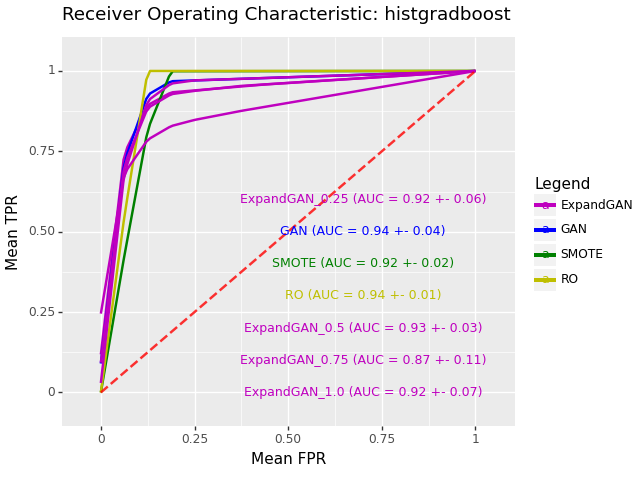 Receiver Operating Characteristic: histgradboost
1
0.75
0.50
0.25
0
Mean TPR
ExpandGAN_0.25 (AUC = 0.92 +- 0.06)
GAN (AUC = 0.94 +- 0.04)
SMOTE (AUC = 0.92 +- 0.02)
RO (AUC = 0.94 +- 0.01)
ExpandGAN_0.5 (AUC = 0.93 +- 0.03)
ExpandGAN_0.75 (AUC = 0.87 +- 0.11)
ExpandGAN_1.0 (AUC = 0.92 +- 0.07)
0 0.25 0.50 0.75 1
Mean FPR
Legend
a ExpandGAN
a GAN
a SMOTE
a RO